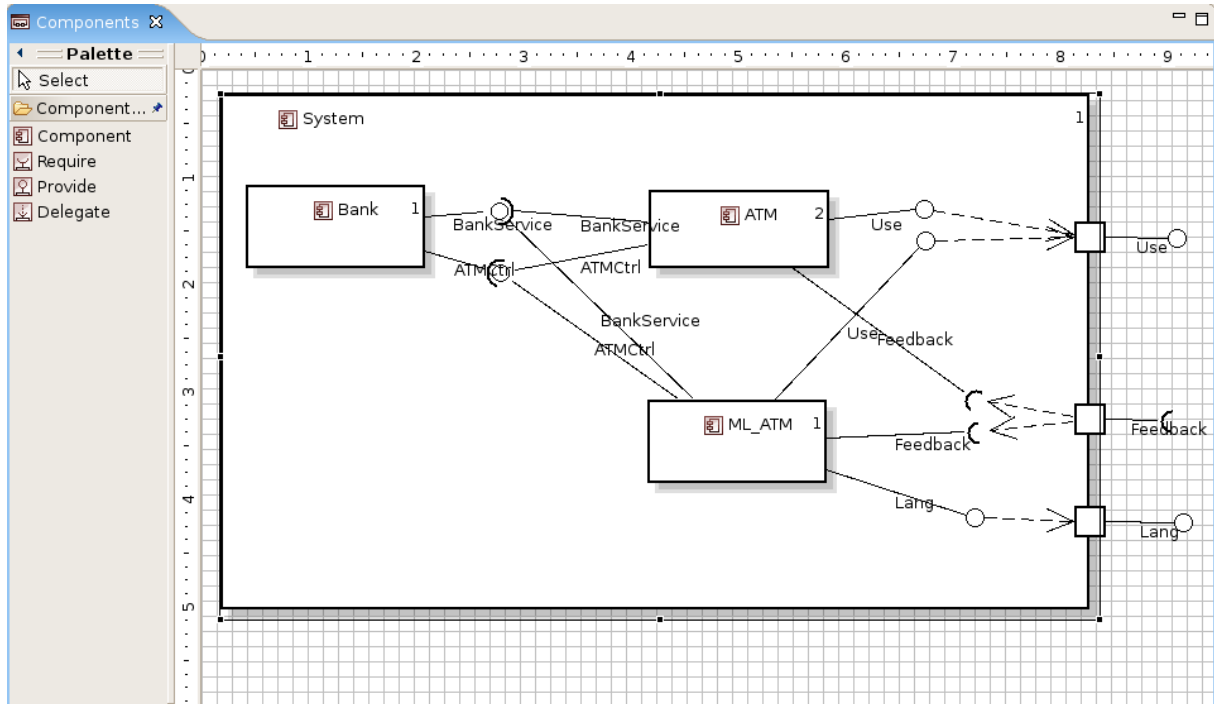 Components
Palette
Select
Component...
Component
Require
Provide
Delegate
0 1 2 3 4 5 6 7 8 9
0
1
2
3
4
5
System 1
Bank 1
ATM 2
BankService
BankService
Use
Use
ATMCtrl
ATMCtrl
BankService
ATMCtrl
Use
Feedback
ML_ATM 1
Feedback
Feedback
Lang
Lang